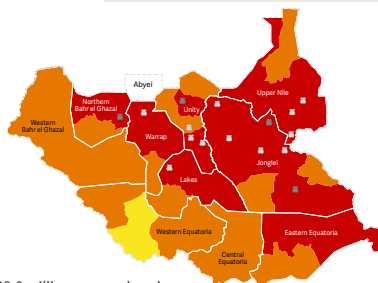 Abyei
Upper Nile
Northern
Bahr el Ghazal
Unity
Western
Bahr el Ghazal
Warrap
Jonglei
Lakes
Western Equatoria
Eastern Equatoria
Central
Equatoria